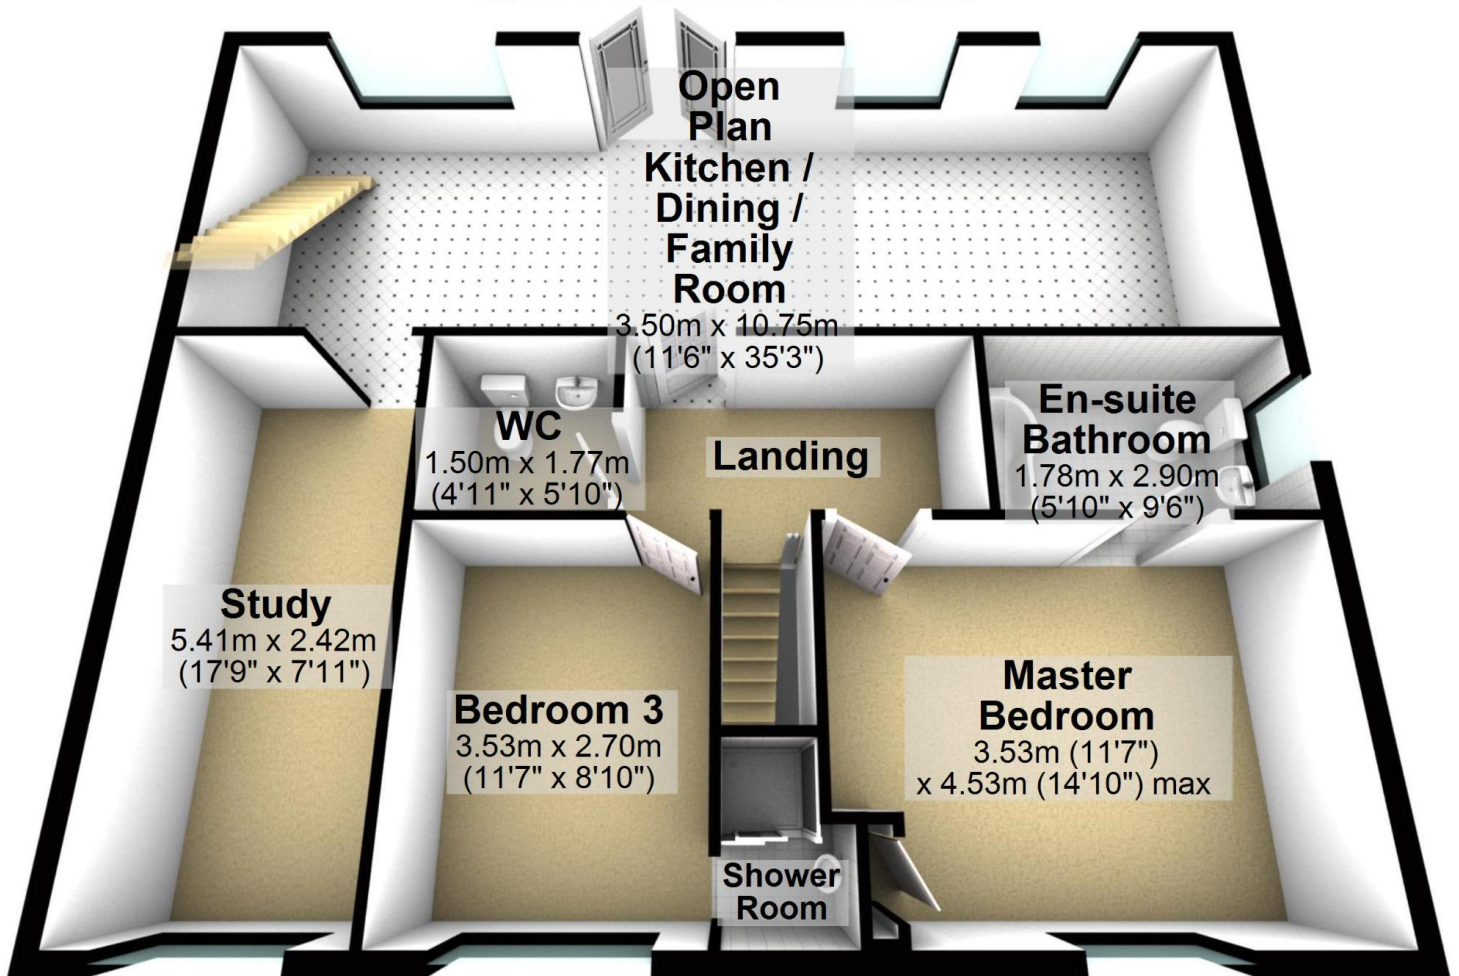 Open
Plan
Kitchen /
Dining /
Family
Room
3.50m x 10.75m
(11'6" x 35'3")
WC
1.50m x 1.77m
(4'11" x 5'10")
Landing
En-suite
Bathroom
1.78m x 2.90m
(5'10" x 9'6")
Study
5.41m x 2.42m
(17'9" x 7'11")
Bedroom 3
3.53m x 2.70m
(11'7" x 8'10")
Master
Bedroom
3.53m (11'7")
x 4.53m (14'10") max
Shower
Room